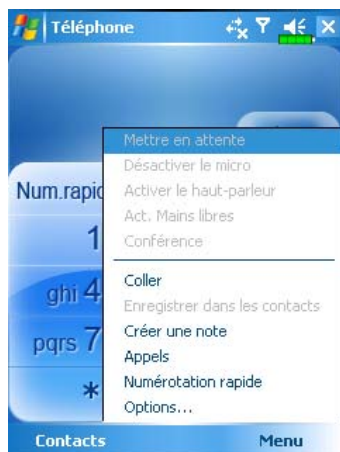 Téléphone
Mettre en attente
Désactiver le micro
Activer le haut-parleur
Act. Mains libres
Conférence
Coller
Enregistrer dans les contacts
Créer une note
Appels
Numérotation rapide
Options...
Num.rapid
1
ghi 4
pqrs 7
*
Contacts
Menu